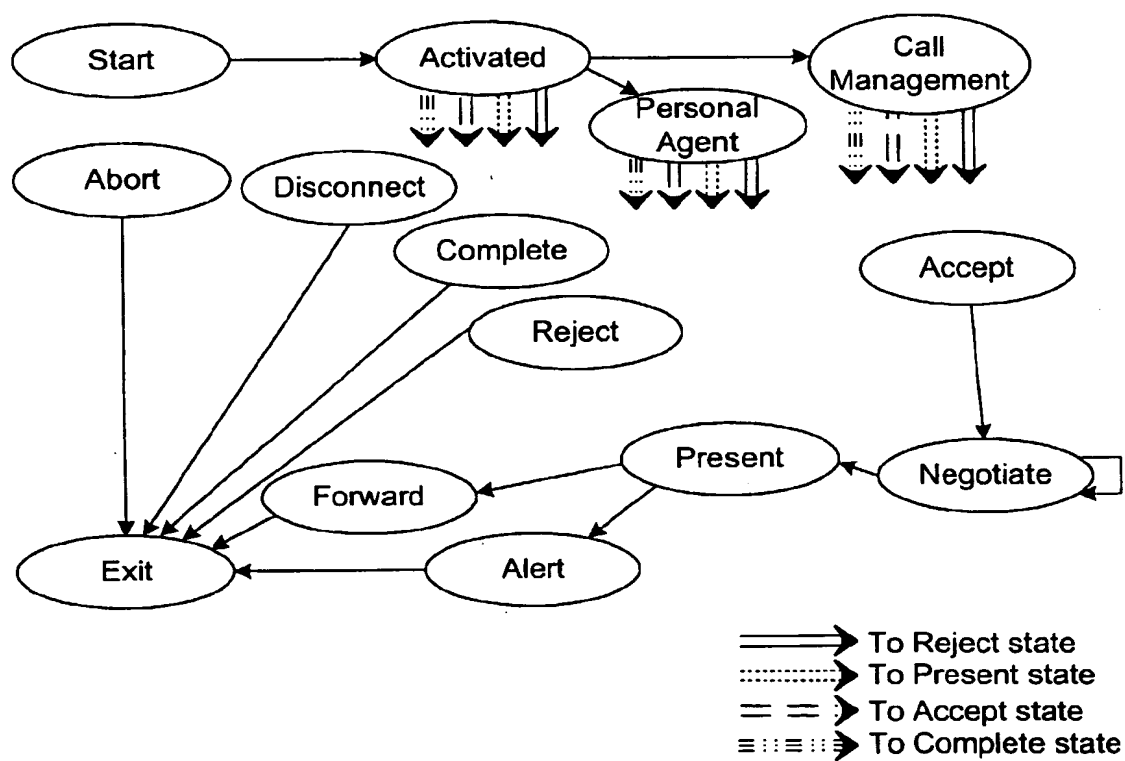 Start
Activated
Call
Management
Personal
Agent
Abort
Disconnect
Complete
Accept
Reject
Present
Negotiate
Forward
Exit
Alert
To Reject state
To Present state
To Accept state
To Complete state